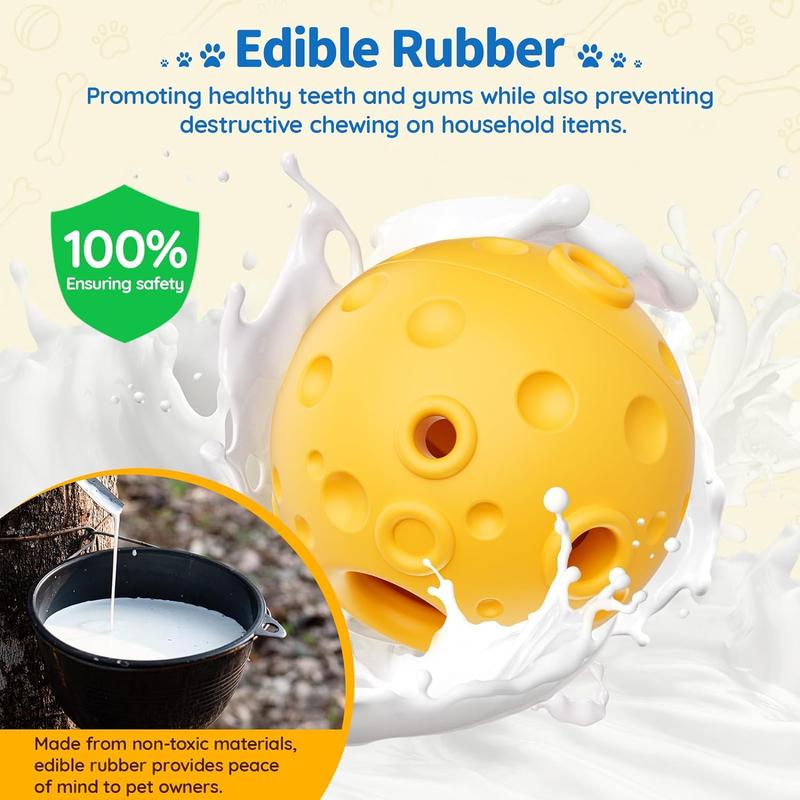 Edible Rubber
Promoting healthy teeth and gums while also preventing
destructive chewing on household items.
100%
Ensuring safety
Made from non-toxic materials,
edible rubber provides peace
of mind to pet owners.